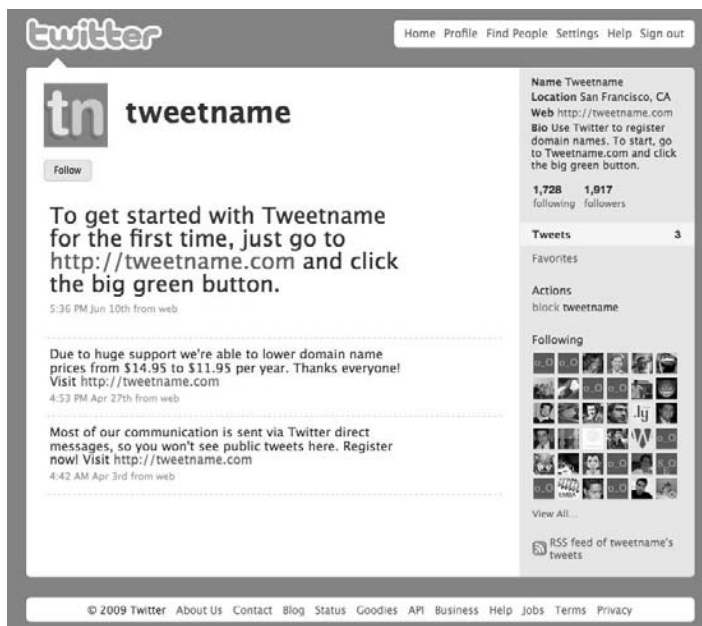 twitter
Home Profile Find People Settings Help Sign out
tn
tweetname
Follow
To get started with Tweetname
for the first time, just go to
http://tweetname.com and click
the big green button.
5:36 PM Jun 10th from web
Due to huge support we're able to lower domain name
prices from $14.95 to $11.95 per year. Thanks everyone!
Visit http://tweetname.com
4:53 PM Apr 27th from web
Most of our communication is sent via Twitter direct
messages, so you won't see public tweets here. Register
now! Visit http://tweetname.com
4:42 AM Apr 3rd from web
Name Tweetname
Location San Francisco, CA
Web http://tweetname.com
Bio Use Twitter to register
domain names. To start, go
to Tweetname.com and click
the big green button.
1,728 1,917
following followers
Tweets 3
Favorites
Actions
block tweetname
Following
o_O o_O
o_O o_O
.ly
W o_O
o_O
o_O o_O
View All...
RSS feed of tweetname's
tweets
© 2009 Twitter About Us Contact Blog Status Goodies API Business Help Jobs Terms Privacy